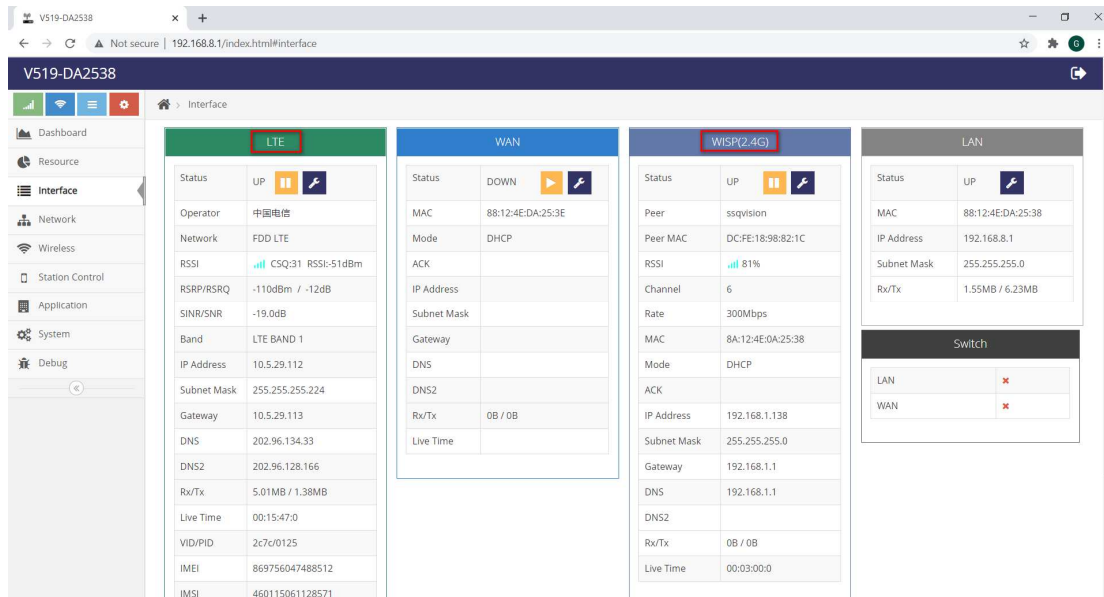 V519-DA2538
Not secure | 192.168.8.1/index.html#interface
G
V519-DA2538
Interface
Dashboard
Resource
Interface
Network
Wireless
Station Control
Application
System
Debug
LTE
Status UP
Operator 中国电信
Network FDD LTE
RSSI CSQ:31 RSSI:-51dBm
RSRP/RSRQ -110dBm / -12dB
SINR/SNR -19.0dB
Band LTE BAND 1
IP Address 10.5.29.112
Subnet Mask 255.255.255.224
Gateway 10.5.29.113
DNS 202.96.134.33
DNS2 202.96.128.166
Rx/Tx 5.01MB / 1.38MB
Live Time 00:15:47:0
VID/PID 2c7c/0125
IMEI 869756047488512
IMSI 460115061128571
WAN
Status DOWN
MAC 88:12:4E:DA:25:3E
Mode DHCP
ACK
IP Address
Subnet Mask
Gateway
DNS
DNS2
Rx/Tx 0B / 0B
Live Time
WISP(2.4G)
Status UP
Peer ssqvision
Peer MAC DC:FE:18:98:82:1C
RSSI 81%
Channel 6
Rate 300Mbps
MAC 8A:12:4E:0A:25:38
Mode DHCP
ACK
IP Address 192.168.1.138
Subnet Mask 255.255.255.0
Gateway 192.168.1.1
DNS 192.168.1.1
DNS2
Rx/Tx 0B / 0B
Live Time 00:03:00:0
LAN
Status UP
MAC 88:12:4E:DA:25:38
IP Address 192.168.8.1
Subnet Mask 255.255.255.0
Rx/Tx 1.55MB / 6.23MB
Switch
LAN
WAN